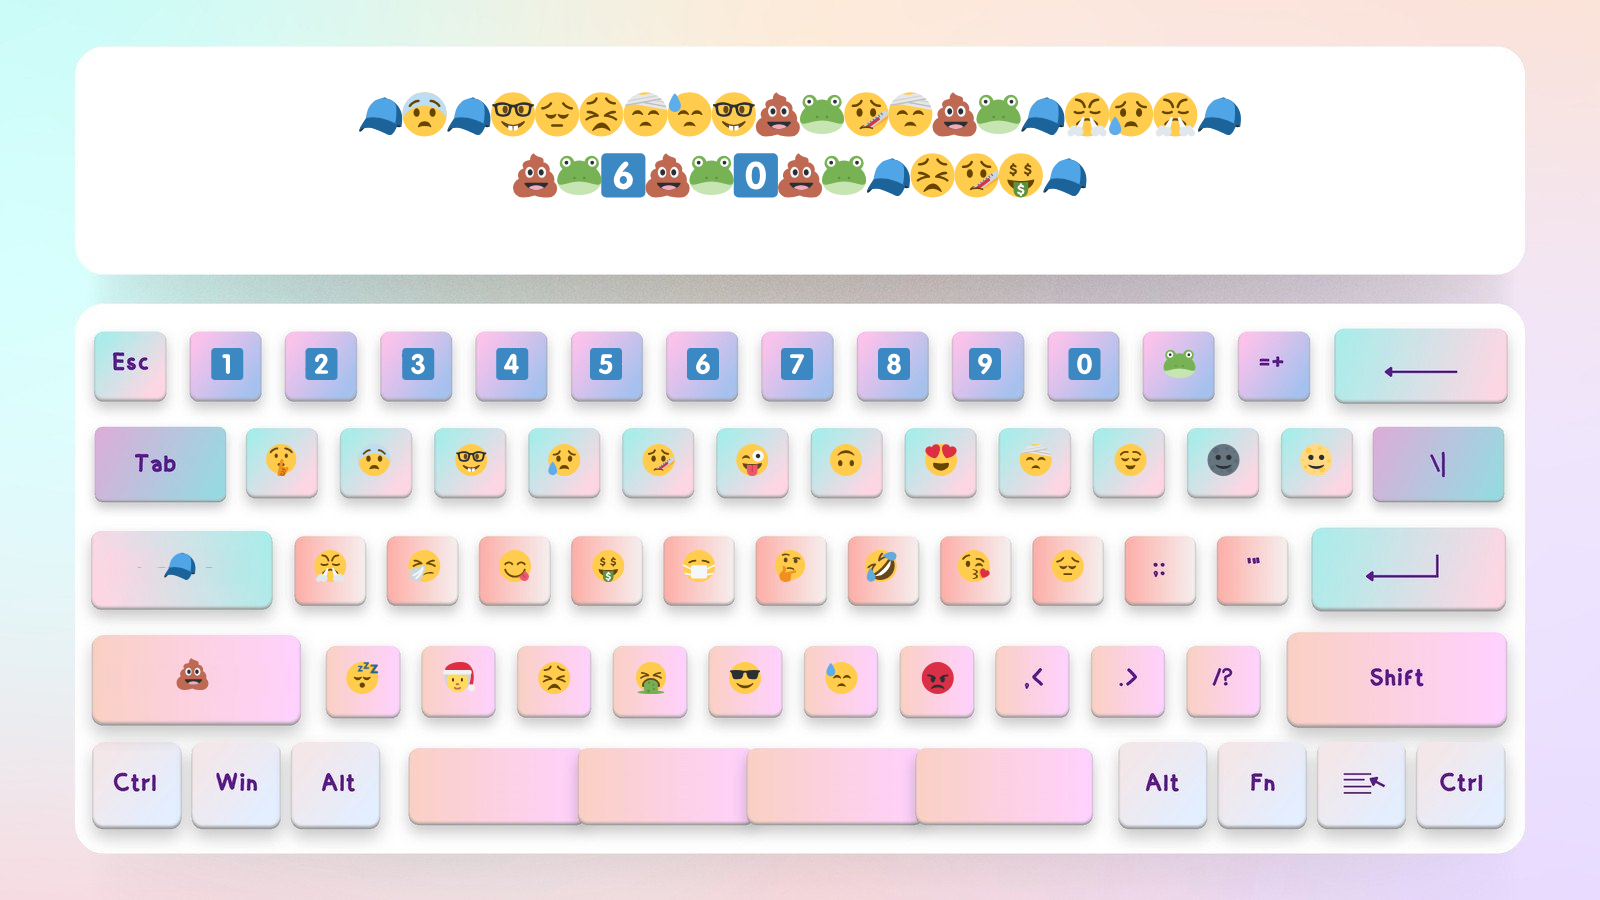 🧢😰🧢🤓😔😣🤕😓🤓💩🐸🤒🤕💩🐸🧢😤😥😤🧢
💩🐸6️⃣💩🐸0️⃣💩🐸🧢😣🤒🤑🧢
Esc 1 2 3 4 5 6 7 8 9 0 🐸 =+ ←
Tab 🤫 😰 🤓 😥 🤒 😜 🙃 😍 🤕 😌 🌚 🌝 \|
🧢 😤 🤧 😋 🤑 😷 🤔 🤣 😘 😔 ;: '"
💩 😴 🎅 😣 🤮 😎 😓 😡 ,< .> /? Shift
Ctrl Win Alt Alt Fn Ctrl